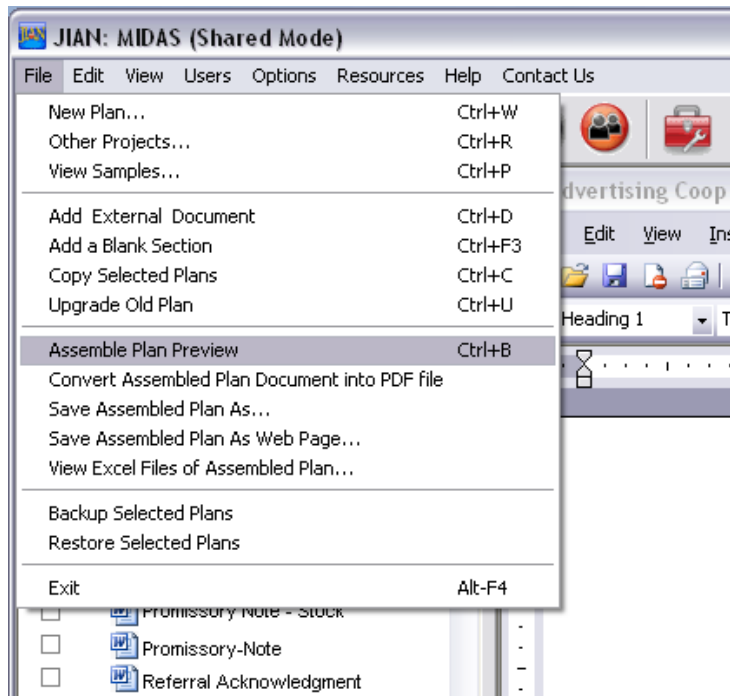 JIAN: MIDAS (Shared Mode)
File Edit View Users Options Resources Help Contact Us
New Plan... Ctrl+W
Other Projects... Ctrl+R
View Samples... Ctrl+P
dvertising Coop
Add External Document Ctrl+D
Edit View Ins
Add a Blank Section Ctrl+F3
Copy Selected Plans Ctrl+C
Upgrade Old Plan Ctrl+U
Heading 1 T
Assemble Plan Preview Ctrl+B
Convert Assembled Plan Document into PDF file
Save Assembled Plan As...
Save Assembled Plan As Web Page...
View Excel Files of Assembled Plan...
Backup Selected Plans
Restore Selected Plans
Exit Alt-F4
Promissory Note - Stock
Promissory-Note
Referral Acknowledgment